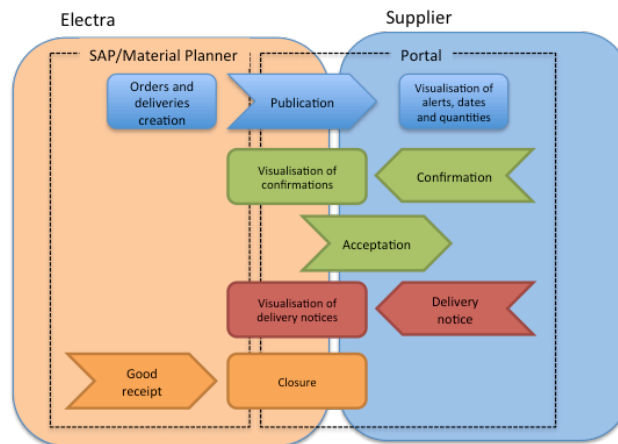 Electra
Supplier
SAP/Material Planner
Portal
Orders and
deliveries
creation
Publication
Visualisation of
alerts, dates
and quantities
Visualisation of
confirmations
Confirmation
Acceptation
Visualisation of
delivery notices
Delivery
notice
Good
receipt
Closure